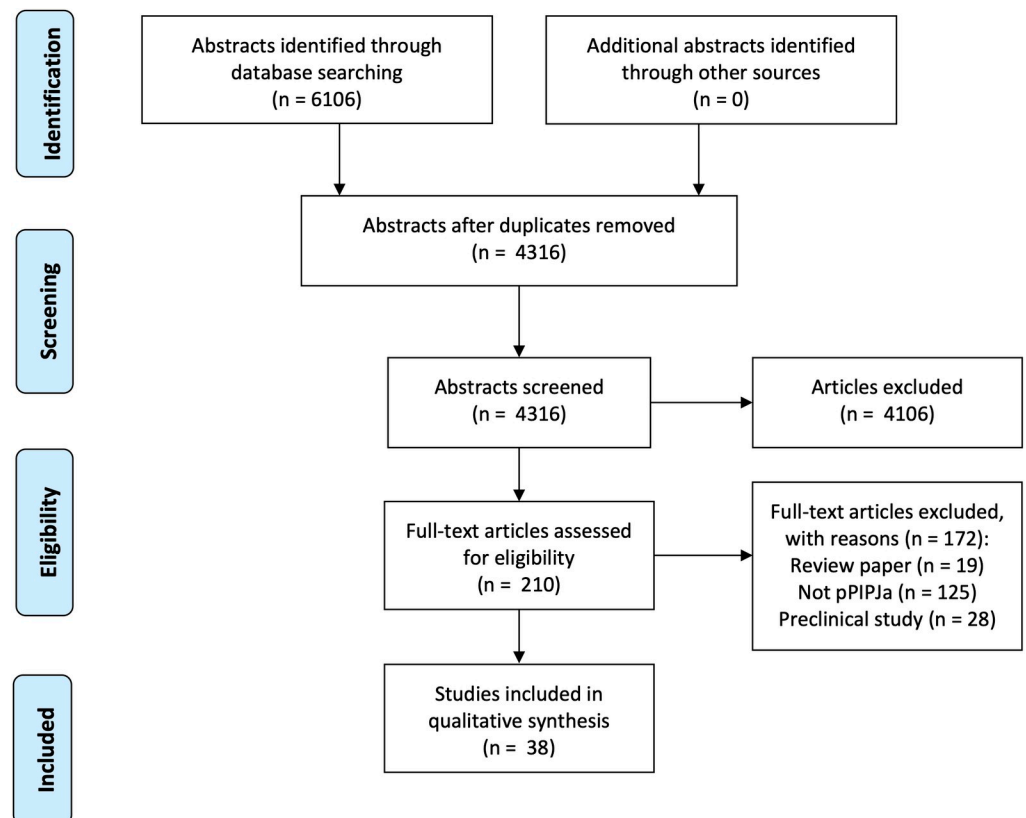 Identification
Abstracts identified through
database searching
(n = 6106)
Additional abstracts identified
through other sources
(n = 0)
Screening
Abstracts after duplicates removed
(n = 4316)
Abstracts screened
(n = 4316)
Articles excluded
(n = 4106)
Eligibility
Full-text articles assessed
for eligibility
(n = 210)
Full-text articles excluded,
with reasons (n = 172):
Review paper (n = 19)
Not pPIPJa (n = 125)
Preclinical study (n = 28)
Included
Studies included in
qualitative synthesis
(n = 38)